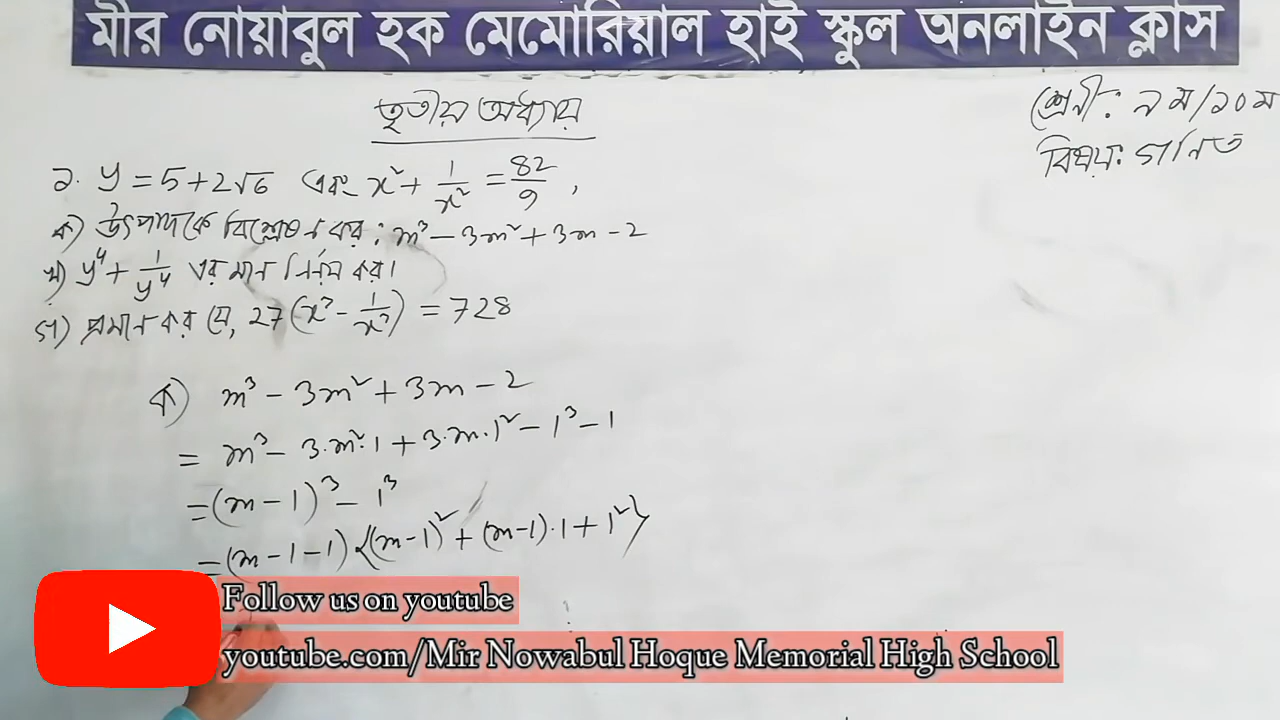 মীর নোয়াবুল হক মেমোরিয়াল হাই স্কুল অনলাইন ক্লাস
তৃতীয় অধ্যায়
শ্রেণী: ৯ম/১০ম
বিষয়: গনিত
১. y = 5+2√6 এবং x² + 1/x² = 82/9,
ক) উৎপাদকে বিশ্লেষণ কর: m³ - 3m² + 3m - 2
খ) y⁴ + 1/y⁴ এর মান নির্ণয় কর।
গ) প্রমাণ কর যে, 27(x³ - 1/x³) = 728
ক) m³ - 3m² + 3m - 2
= m³ - 3·m²·1 + 3·m·1² - 1³ - 1
= (m-1)³ - 1³
= (m-1-1){(m-1)² + (m-1)·1 + 1²}
Follow us on youtube
youtube.com/Mir Nowabul Hoque Memorial High School